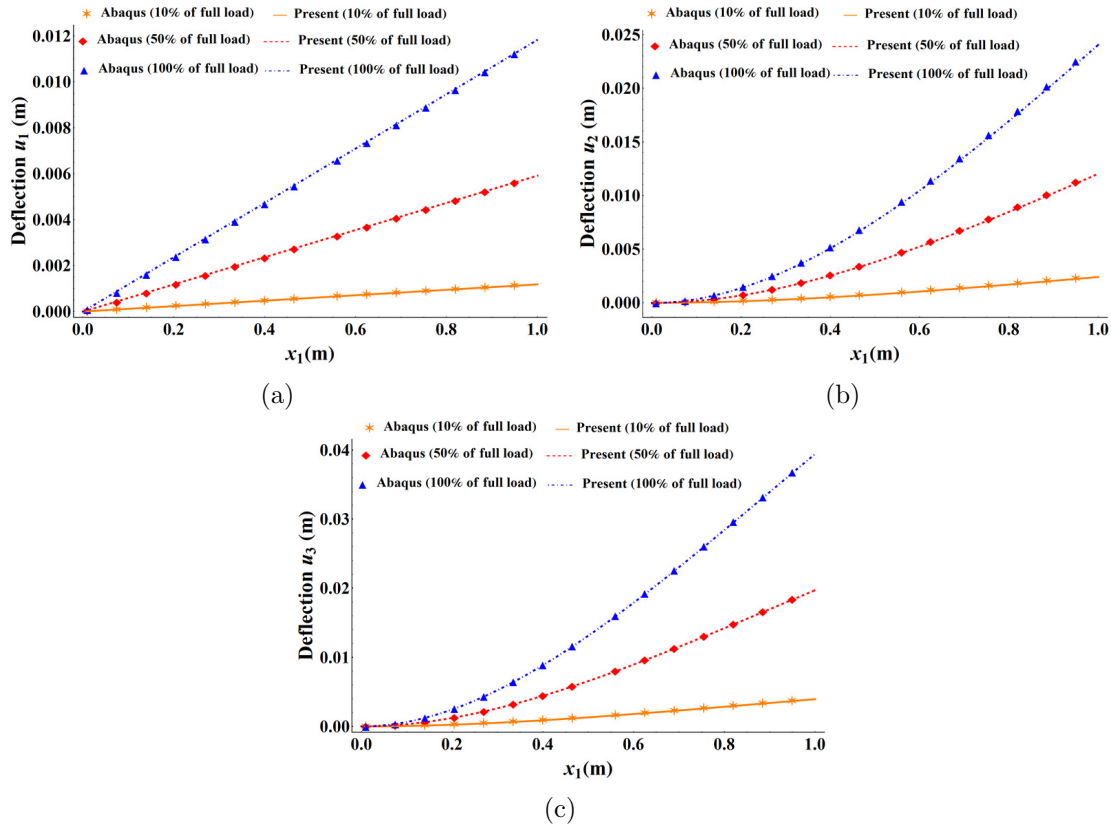 Abaqus (10% of full load) Present (10% of full load)
Abaqus (50% of full load) Present (50% of full load)
Abaqus (100% of full load) Present (100% of full load)
0.012
0.010
0.008
0.006
0.004
0.002
0.000
Deflection u₁ (m)
0.0 0.2 0.4 0.6 0.8 1.0
x₁(m)
(a)
Abaqus (10% of full load) Present (10% of full load)
Abaqus (50% of full load) Present (50% of full load)
Abaqus (100% of full load) Present (100% of full load)
0.025
0.020
0.015
0.010
0.005
0.000
Deflection u₂ (m)
0.0 0.2 0.4 0.6 0.8 1.0
x₁(m)
(b)
Abaqus (10% of full load) Present (10% of full load)
Abaqus (50% of full load) Present (50% of full load)
Abaqus (100% of full load) Present (100% of full load)
0.04
0.03
0.02
0.01
0.00
Deflection u₃ (m)
0.0 0.2 0.4 0.6 0.8 1.0
x₁(m)
(c)